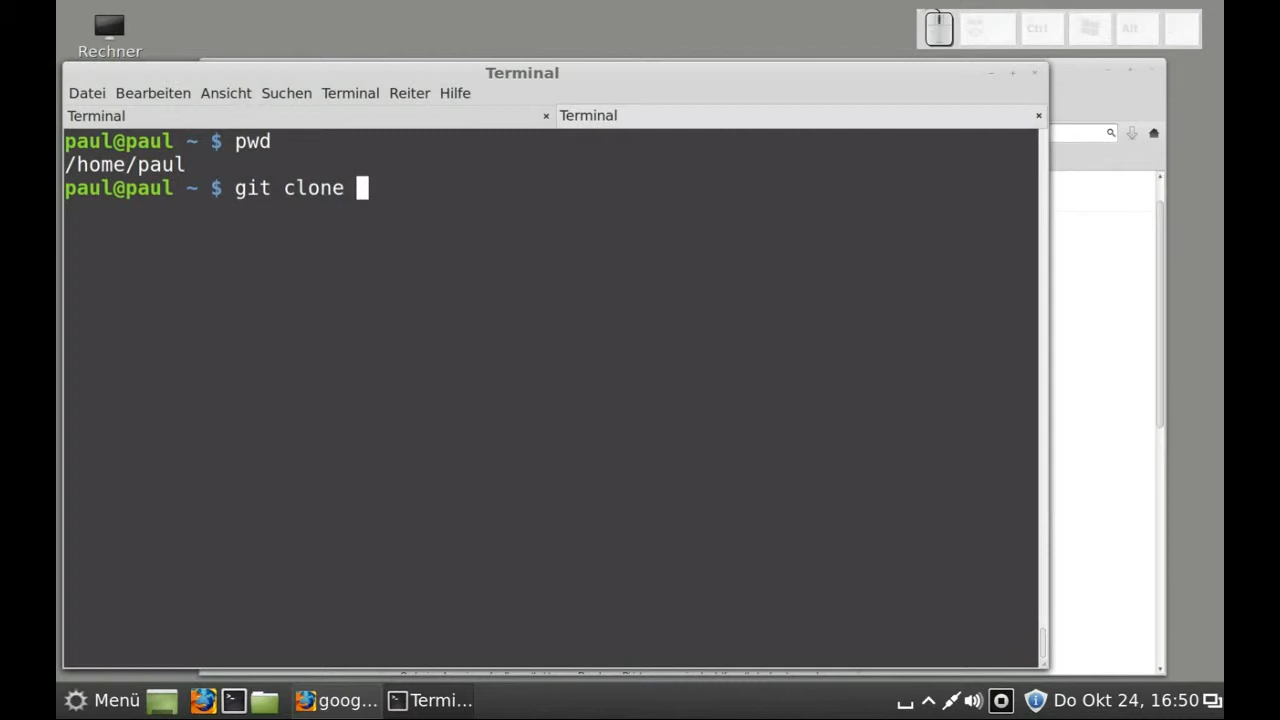 Rechner
Ctrl
Alt
Terminal
Datei Bearbeiten Ansicht Suchen Terminal Reiter Hilfe
Terminal × Terminal ×
paul@paul ~ $ pwd
/home/paul
paul@paul ~ $ git clone
Menü goog... Termi... Do Okt 24, 16:50